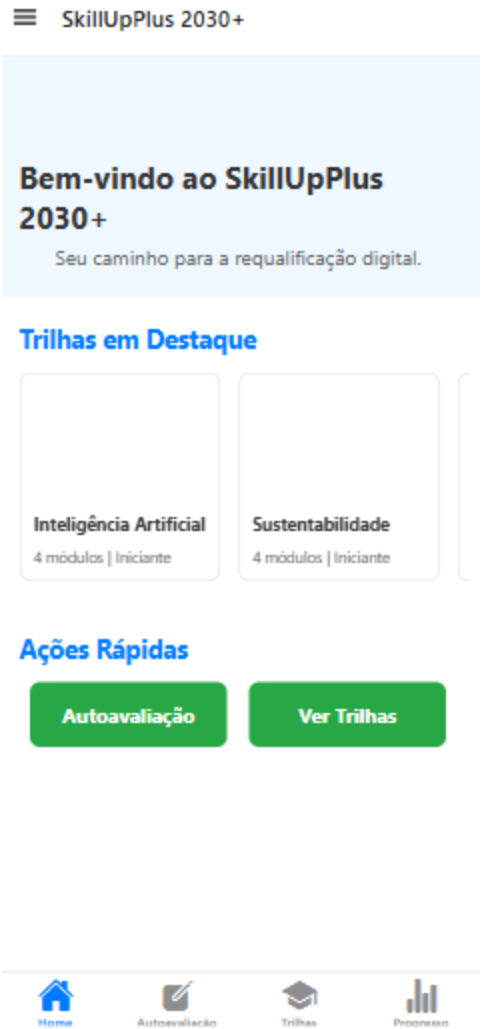 SkillUpPlus 2030+
Bem-vindo ao SkillUpPlus
2030+
Seu caminho para a requalificação digital.
Trilhas em Destaque
Inteligência Artificial
4 módulos | Iniciante
Sustentabilidade
4 módulos | Iniciante
Ações Rápidas
Autoavaliação
Ver Trilhas
Home
Autoavaliação
Trilhas
Progresso